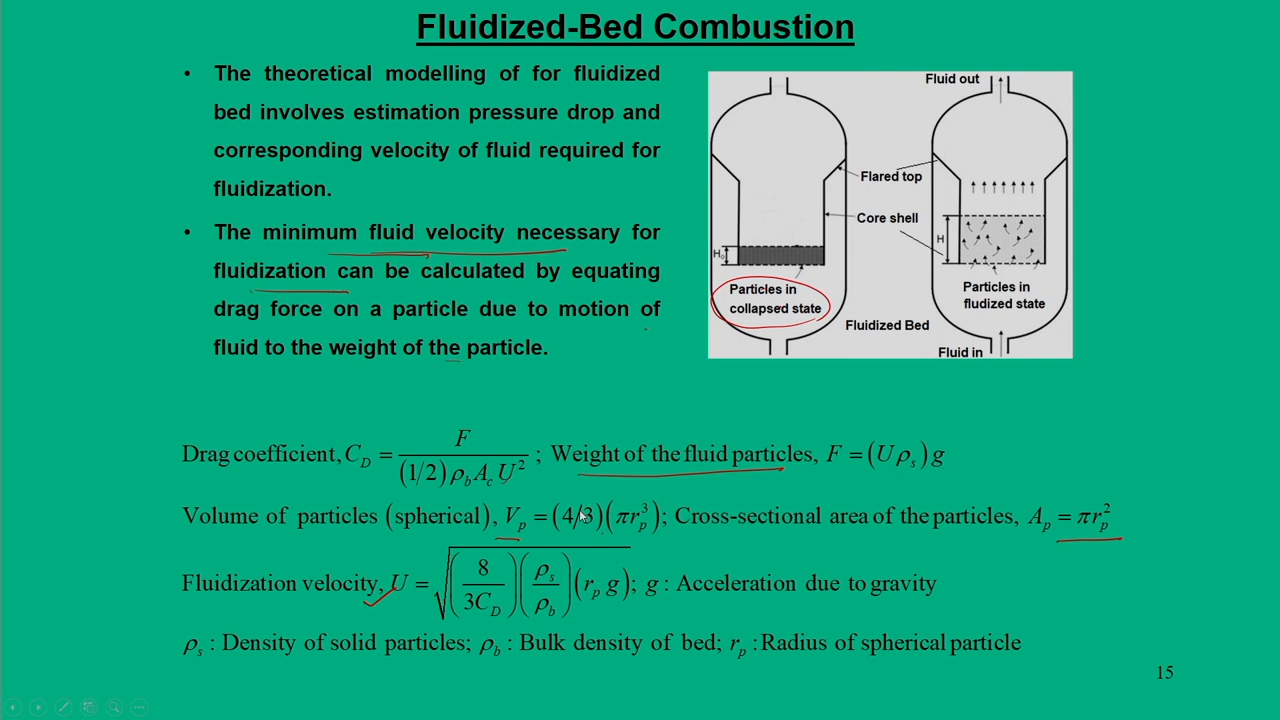 Fluidized-Bed Combustion
• The theoretical modelling of for fluidized
bed involves estimation pressure drop and
corresponding velocity of fluid required for
fluidization.
• The minimum fluid velocity necessary for
fluidization can be calculated by equating
drag force on a particle due to motion of
fluid to the weight of the particle.
Fluid out
Flared top
Core shell
H₀
H
Particles in
collapsed state
Particles in
fludized state
Fluidized Bed
Fluid in
Drag coefficient, C_D = F / ((1/2) ρ_b A_c U²) ; Weight of the fluid particles, F = (Uρ_s) g
Volume of particles (spherical), V_p = (4/3)(πr_p³); Cross-sectional area of the particles, A_p = πr_p²
Fluidization velocity, U = √((8/3C_D)(ρ_s/ρ_b)(r_p g)); g : Acceleration due to gravity
ρ_s : Density of solid particles; ρ_b : Bulk density of bed; r_p : Radius of spherical particle
15